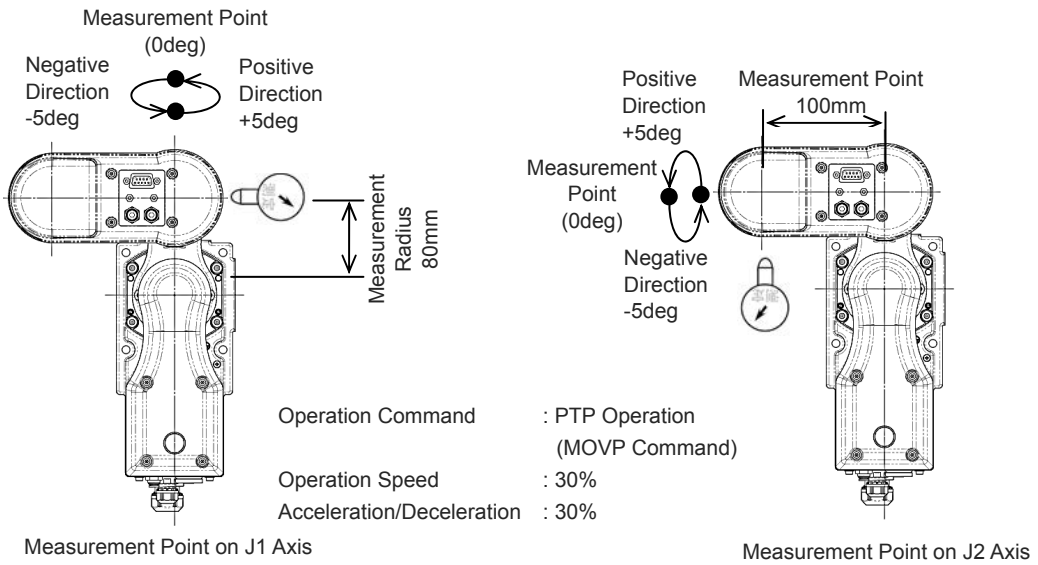 Measurement Point
(0deg)
Negative
Direction
-5deg
Positive
Direction
+5deg
Measurement
Radius
80mm
Measurement Point on J1 Axis
Operation Command : PTP Operation
(MOVP Command)
Operation Speed : 30%
Acceleration/Deceleration : 30%
Positive
Direction
+5deg
Measurement Point
100mm
Measurement
Point
(0deg)
Negative
Direction
-5deg
Measurement Point on J2 Axis